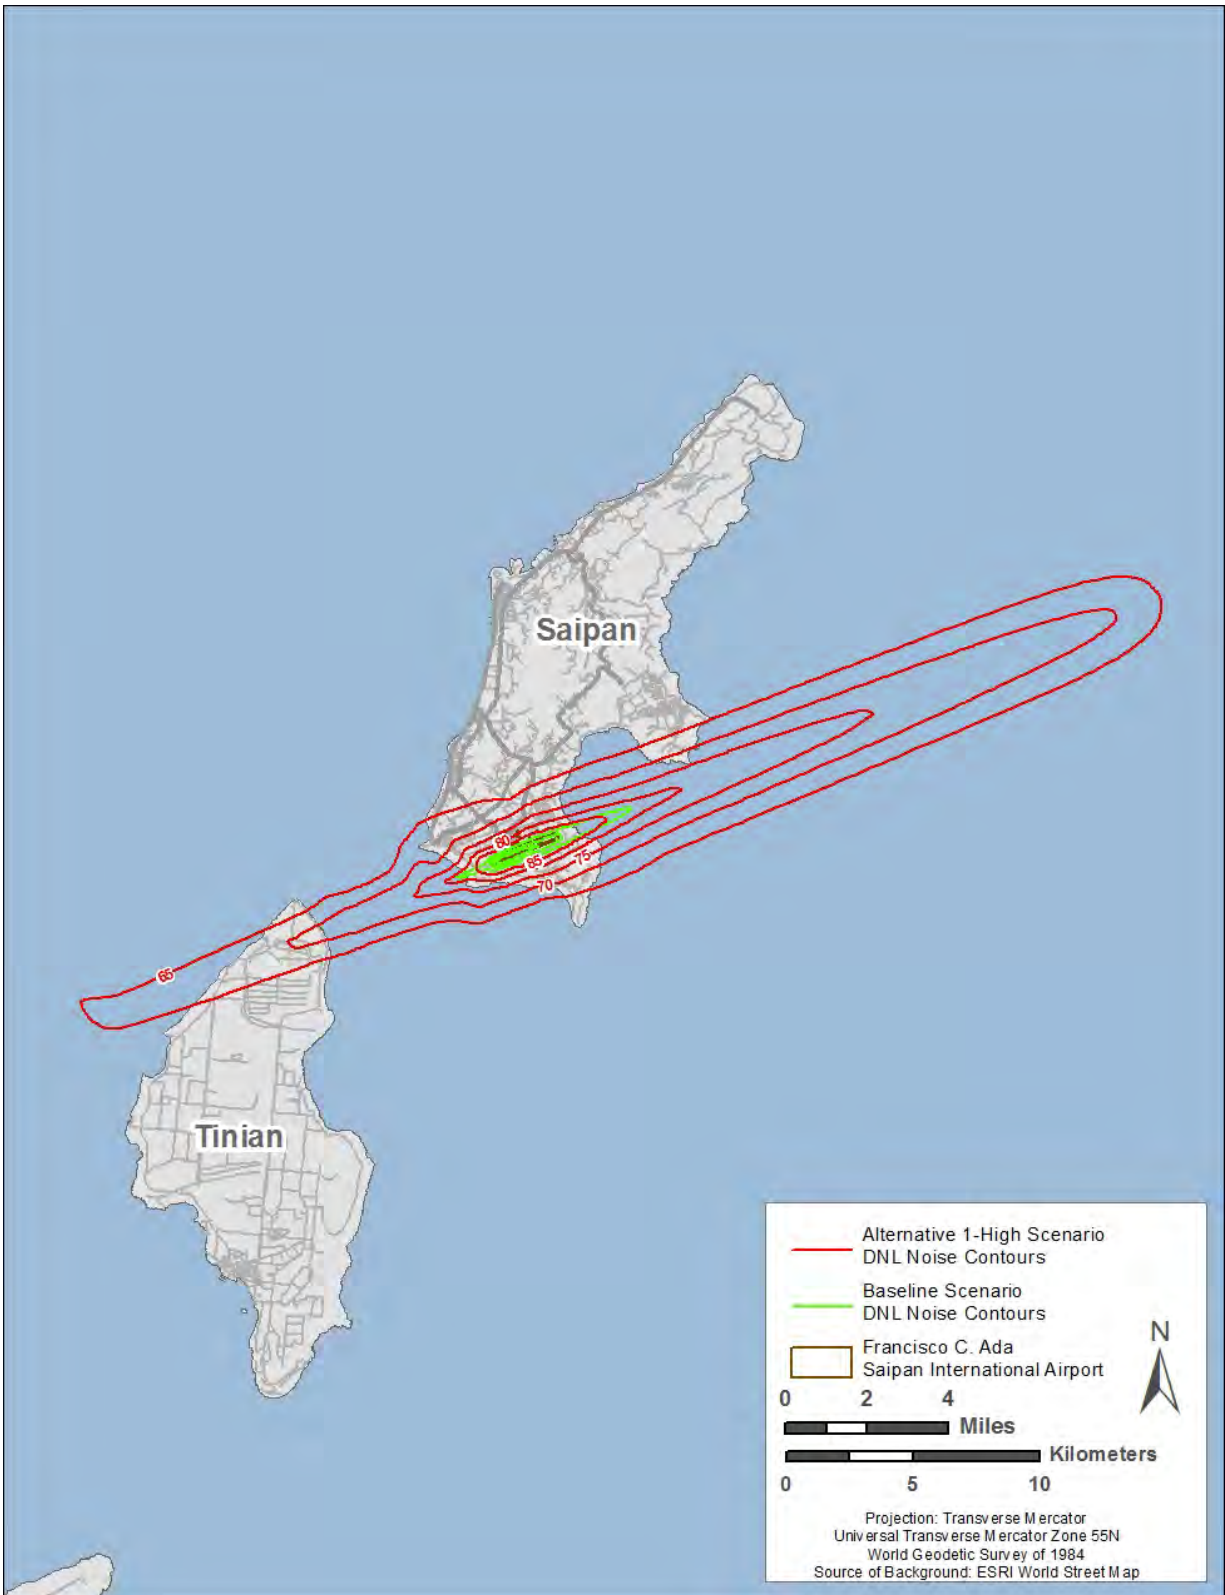 Saipan
80
85
75
70
65
Tinian
Alternative 1-High Scenario
DNL Noise Contours
Baseline Scenario
DNL Noise Contours
Francisco C. Ada
Saipan International Airport
N
0 2 4
Miles
Kilometers
0 5 10
Projection: Transverse Mercator
Universal Transverse Mercator Zone 55N
World Geodetic Survey of 1984
Source of Background: ESRI World Street Map